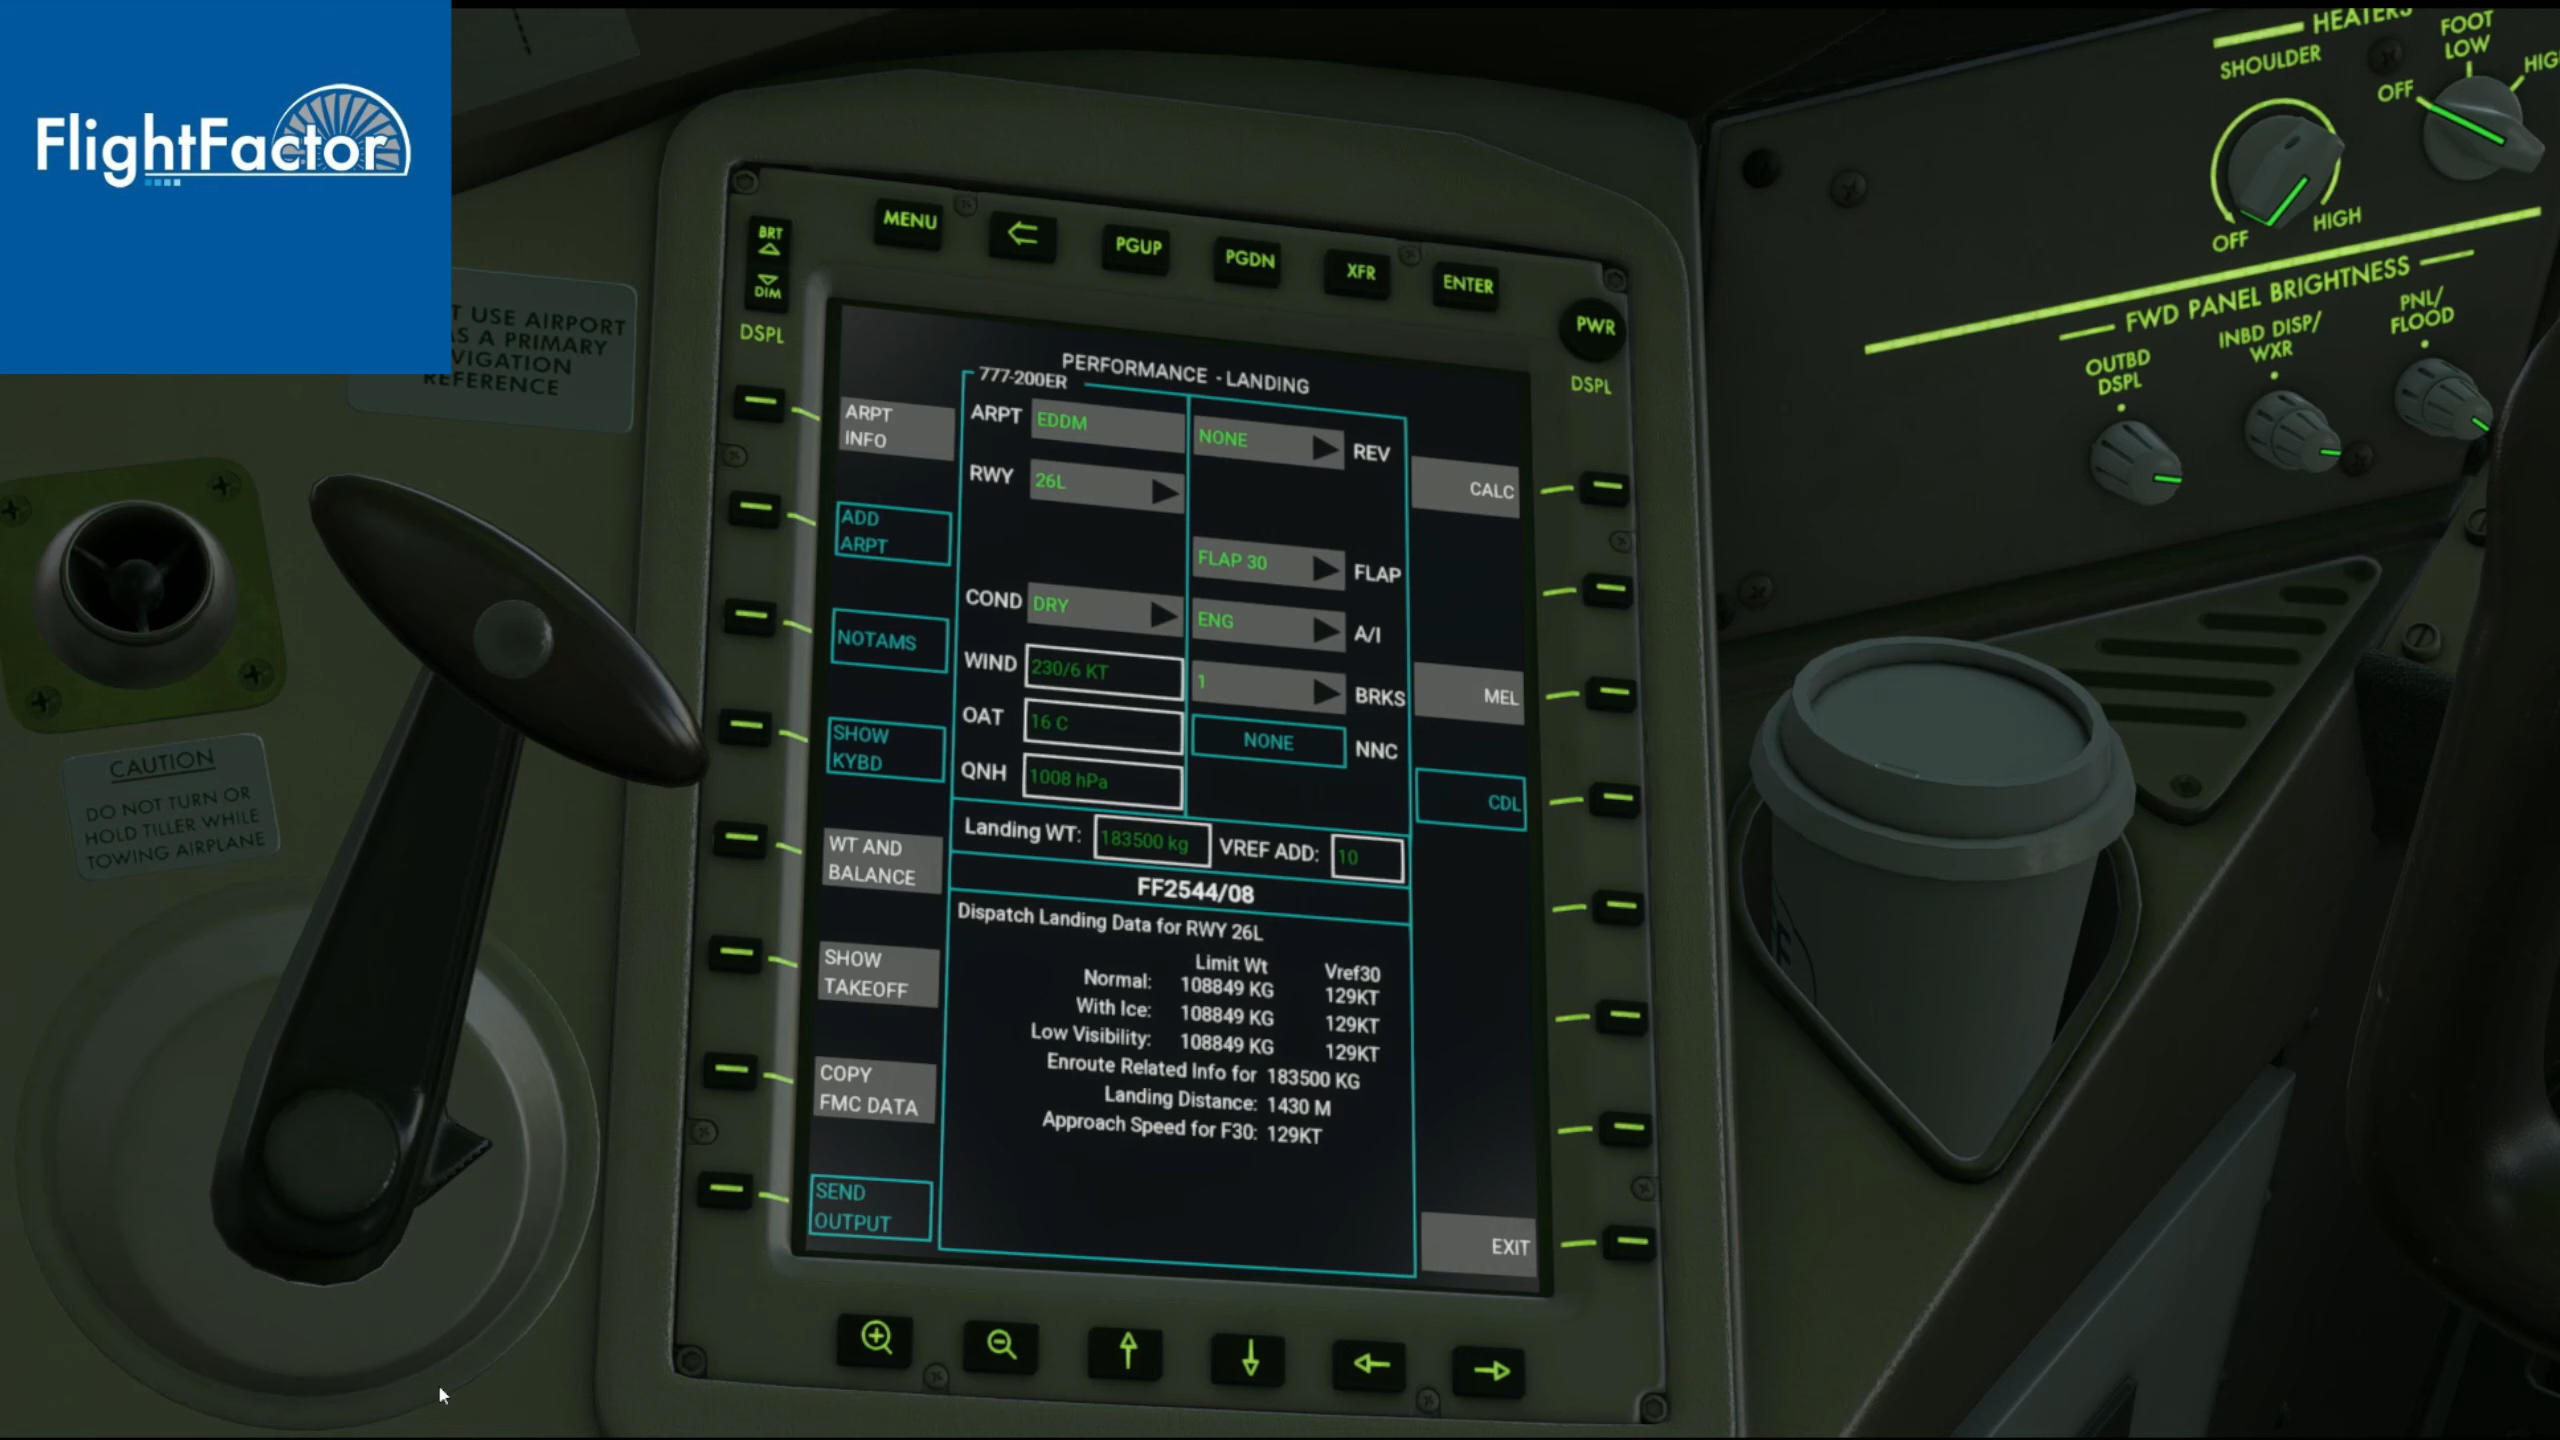 FlightFactor
T USE AIRPORT
AS A PRIMARY
VIGATION
REFERENCE
BRT
DIM
DSPL
MENU
PGUP
PGDN
XFR
ENTER
PWR
DSPL
HEATERS
SHOULDER
FOOT
LOW
OFF
HIG
OFF
HIGH
FWD PANEL BRIGHTNESS
OUTBD
DSPL
INBD DISP/
WXR
PNL/
FLOOD
CAUTION
DO NOT TURN OR
HOLD TILLER WHILE
TOWING AIRPLANE
PERFORMANCE - LANDING
777-200ER
ARPT
INFO
ADD
ARPT
NOTAMS
SHOW
KYBD
WT AND
BALANCE
SHOW
TAKEOFF
COPY
FMC DATA
SEND
OUTPUT
ARPT EDDM
RWY 26L
COND DRY
WIND 230/6 KT
OAT 16 C
QNH 1008 hPa
NONE REV
FLAP 30 FLAP
ENG A/I
1 BRKS
NONE NNC
CALC
MEL
CDL
EXIT
Landing WT: 183500 kg VREF ADD: 10
FF2544/08
Dispatch Landing Data for RWY 26L
Limit Wt Vref30
Normal: 108849 KG 129KT
With Ice: 108849 KG 129KT
Low Visibility: 108849 KG 129KT
Enroute Related Info for 183500 KG
Landing Distance: 1430 M
Approach Speed for F30: 129KT